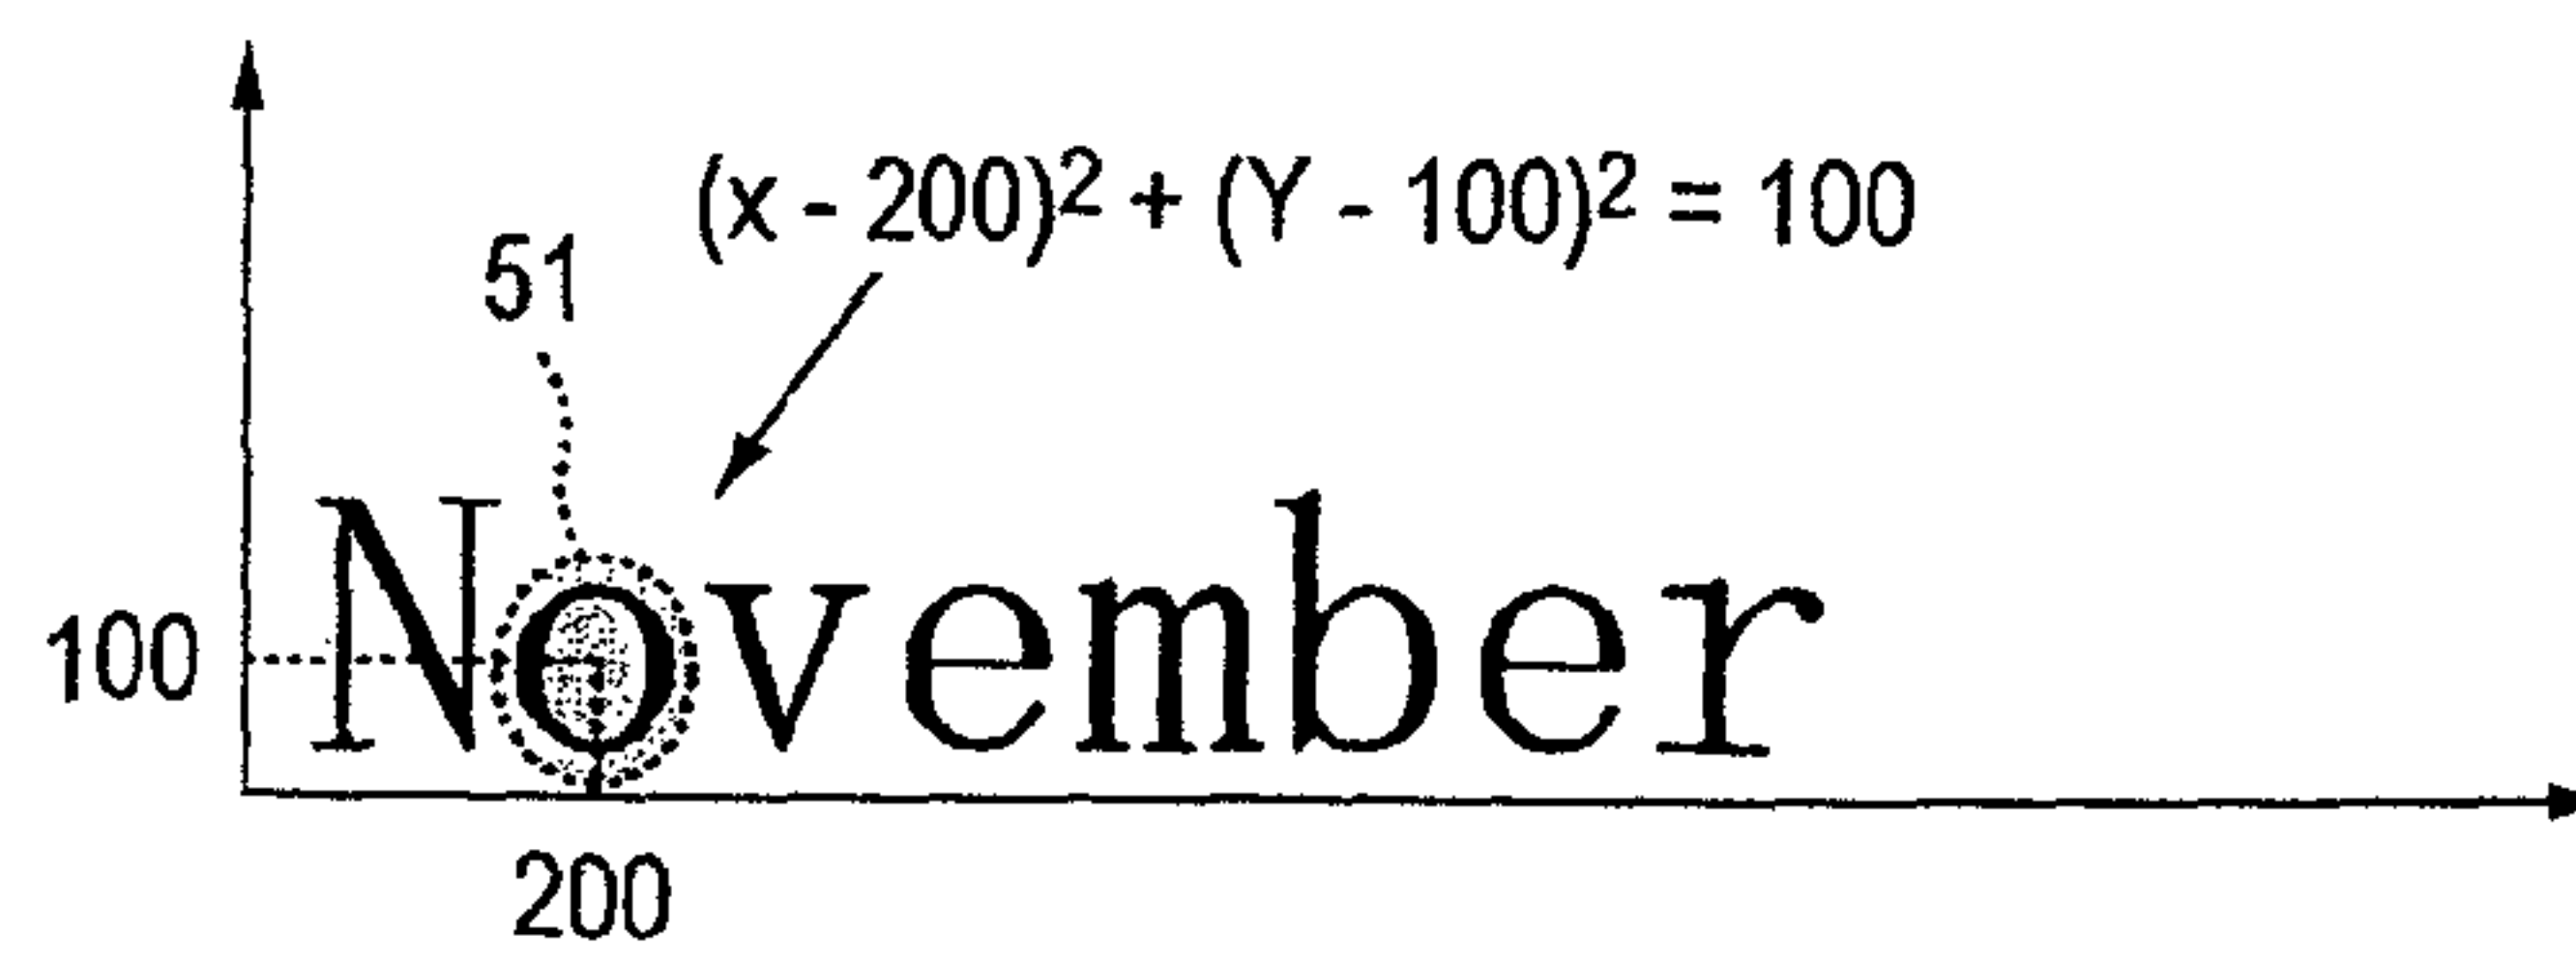 (x - 200)² + (Y - 100)² = 100
51
November
100
200